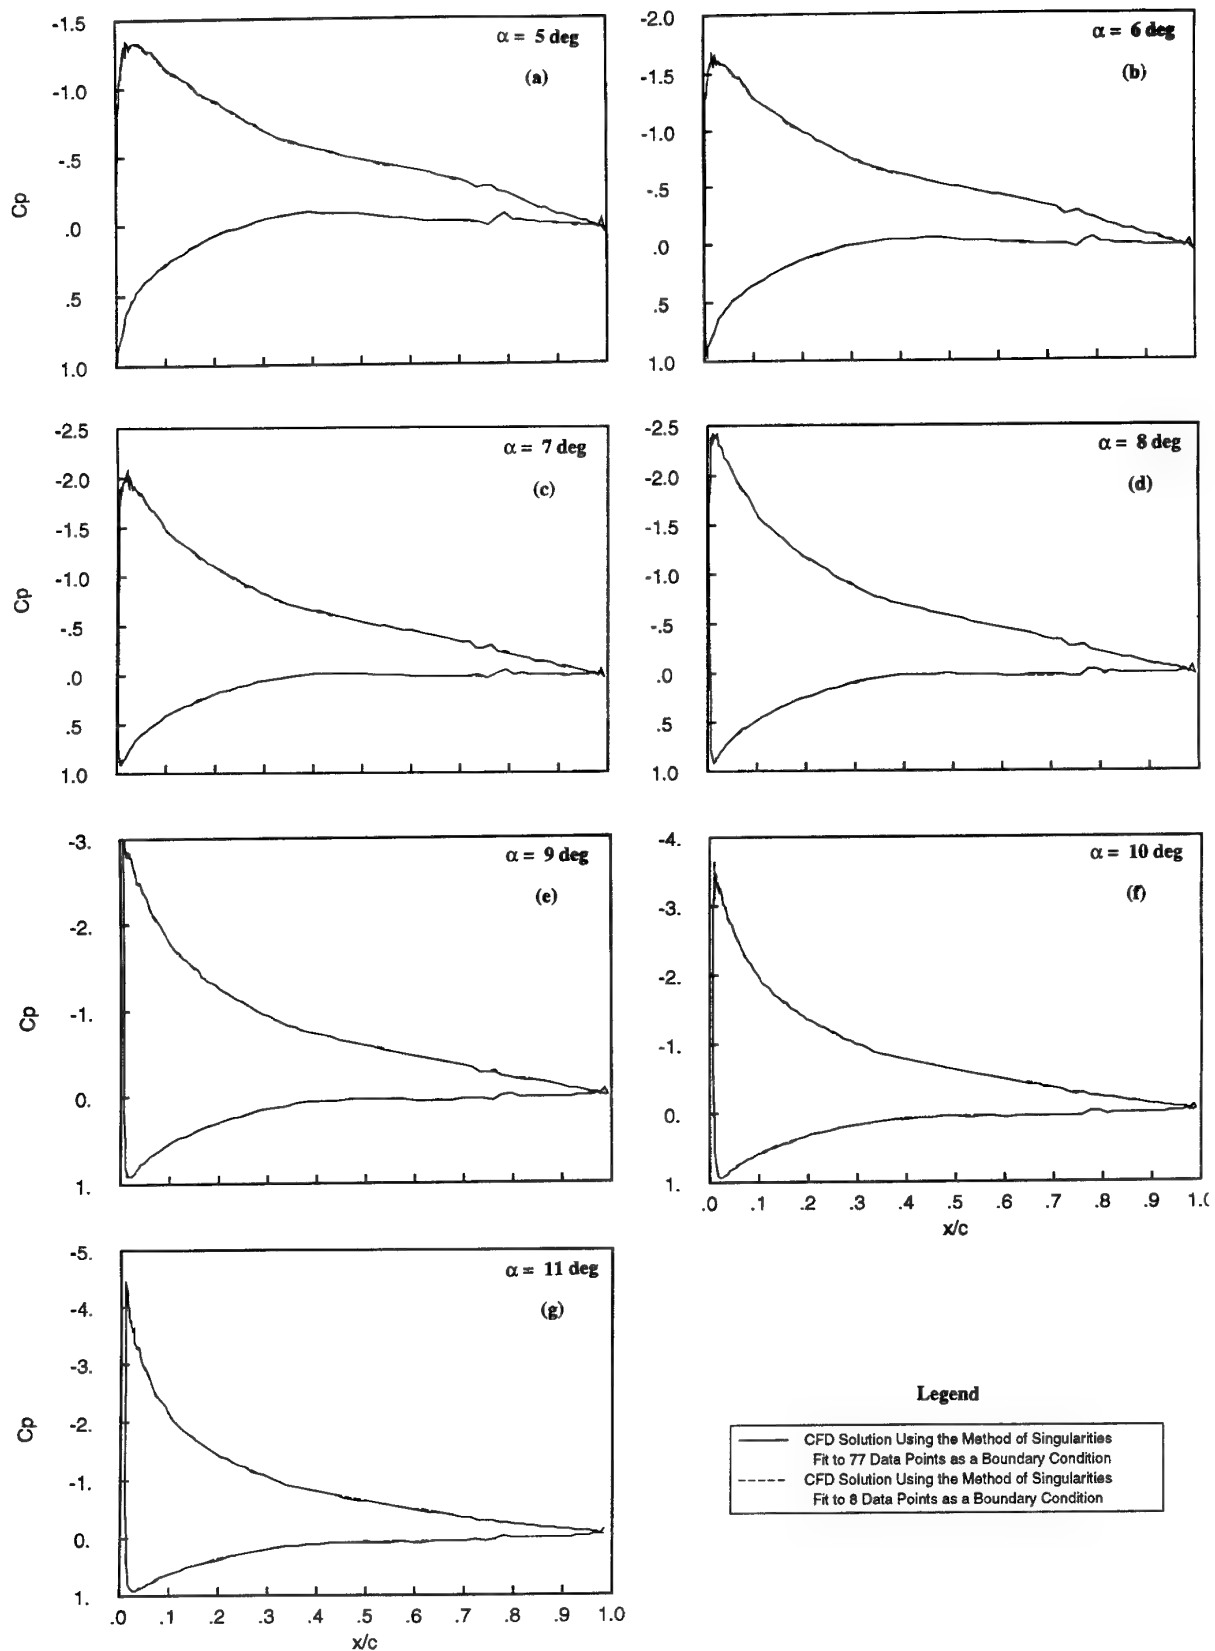 -1.5
-1.0
-.5
.0
.5
1.0
Cp
α = 5 deg
(a)
-2.0
-1.5
-1.0
-.5
.0
.5
1.0
α = 6 deg
(b)
-2.5
-2.0
-1.5
-1.0
-.5
.0
.5
1.0
Cp
α = 7 deg
(c)
-2.5
-2.0
-1.5
-1.0
-.5
.0
.5
1.0
α = 8 deg
(d)
-3.
-2.
-1.
0.
1.
Cp
α = 9 deg
(e)
-4.
-3.
-2.
-1.
0.
1.
α = 10 deg
(f)
.0 .1 .2 .3 .4 .5 .6 .7 .8 .9 1.0
x/c
-5.
-4.
-3.
-2.
-1.
0.
1.
Cp
α = 11 deg
(g)
.0 .1 .2 .3 .4 .5 .6 .7 .8 .9 1.0
x/c
Legend
CFD Solution Using the Method of Singularities
Fit to 77 Data Points as a Boundary Condition
CFD Solution Using the Method of Singularities
Fit to 8 Data Points as a Boundary Condition